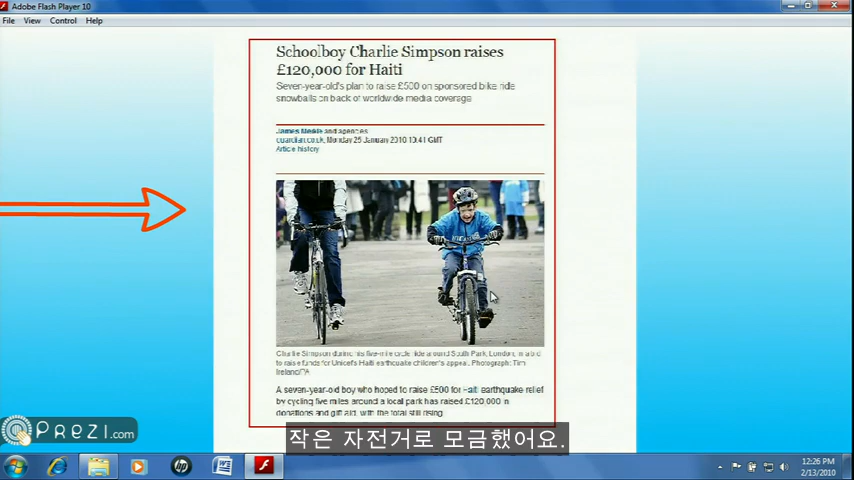 Adobe Flash Player 10
File View Control Help
Schoolboy Charlie Simpson raises
£120,000 for Haiti
Seven-year-old's plan to raise £500 on sponsored bike ride
snowballs on back of worldwide media coverage
James Meikle and agencies
guardian.co.uk, Monday 25 January 2010 10.41 GMT
Article history
Charlie Simpson during his five-mile cycle ride around South Park, London, in a bid
to raise funds for Unicef's Haiti earthquake children's appeal. Photograph: Tim
Ireland/PA
A seven-year-old boy who hoped to raise £500 for Haiti earthquake relief
by cycling five miles around a local park has raised £120,000 in
donations and gift aid, with the total still rising.
작은 자전거로 모금했어요.
PREZI.com
hp
W
12:26 PM
2/13/2010